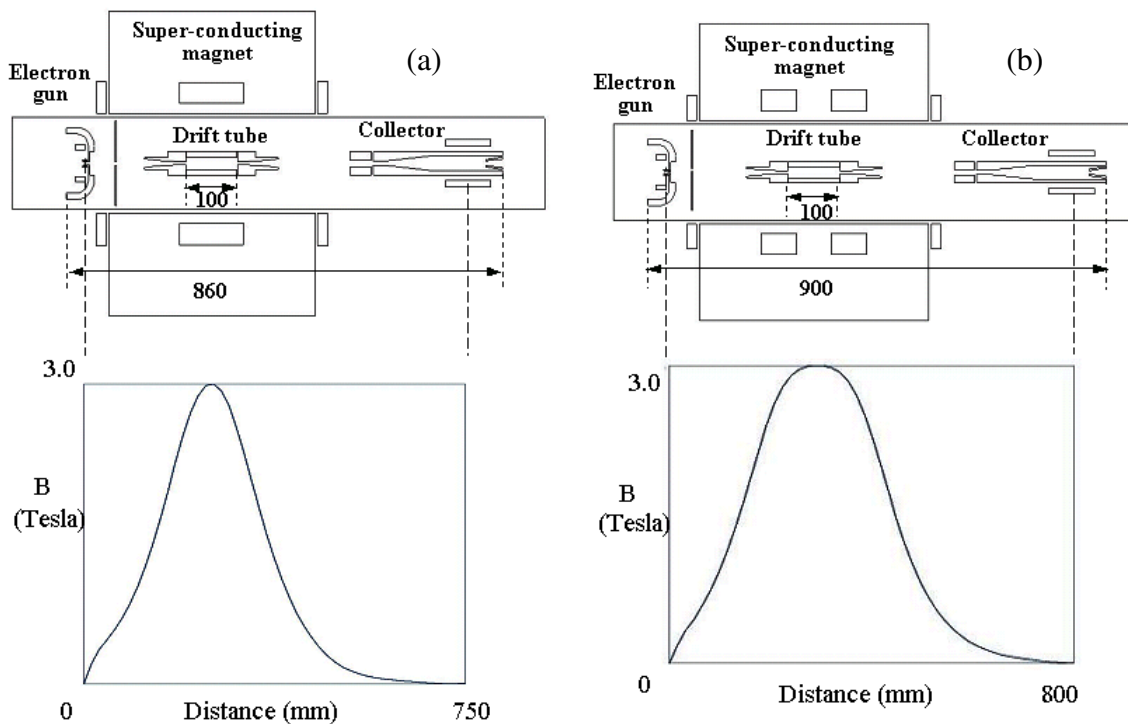 Super-conducting
magnet
(a)
Electron
gun
Drift tube
Collector
100
860
3.0
B
(Tesla)
0
Distance (mm)
750
Super-conducting
magnet
(b)
Electron
gun
Drift tube
Collector
100
900
3.0
B
(Tesla)
0
Distance (mm)
800